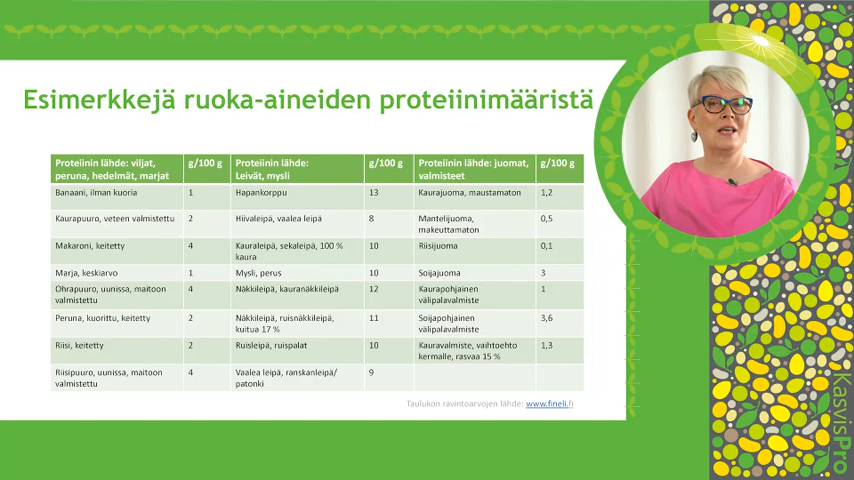 Esimerkkejä ruoka-aineiden proteiinimääristä
Proteiinin lähde: viljat, peruna, hedelmät, marjat g/100 g Proteiinin lähde: Leivät, mysli g/100 g Proteiinin lähde: juomat, valmisteet g/100 g
Banaani, ilman kuoria 1 Hapankorppu 13 Kaurajuoma, maustamaton 1,2
Kaurapuuro, veteen valmistettu 2 Hiivaleipä, vaalea leipä 8 Mantelijuoma, makeuttamaton 0,5
Makaroni, keitetty 4 Kauraleipä, sekaleipä, 100 % kaura 10 Riisijuoma 0,1
Marja, keskiarvo 1 Mysli, perus 10 Soijajuoma 3
Ohrapuuro, uunissa, maitoon valmistettu 4 Näkkileipä, kauranäkkileipä 12 Kaurapohjainen välipalavalmiste 1
Peruna, kuorittu, keitetty 2 Näkkileipä, ruisnäkkileipä, kuitua 17 % 11 Soijapohjainen välipalavalmiste 3,6
Riisi, keitetty 2 Ruisleipä, ruispalat 10 Kauravalmiste, vaihtoehto kermalle, rasvaa 15 % 1,3
Riisipuuro, uunissa, maitoon valmistettu 4 Vaalea leipä, ranskanleipä/ patonki 9
Taulukon ravintoarvojen lähde: www.fineli.fi
KasvisPro